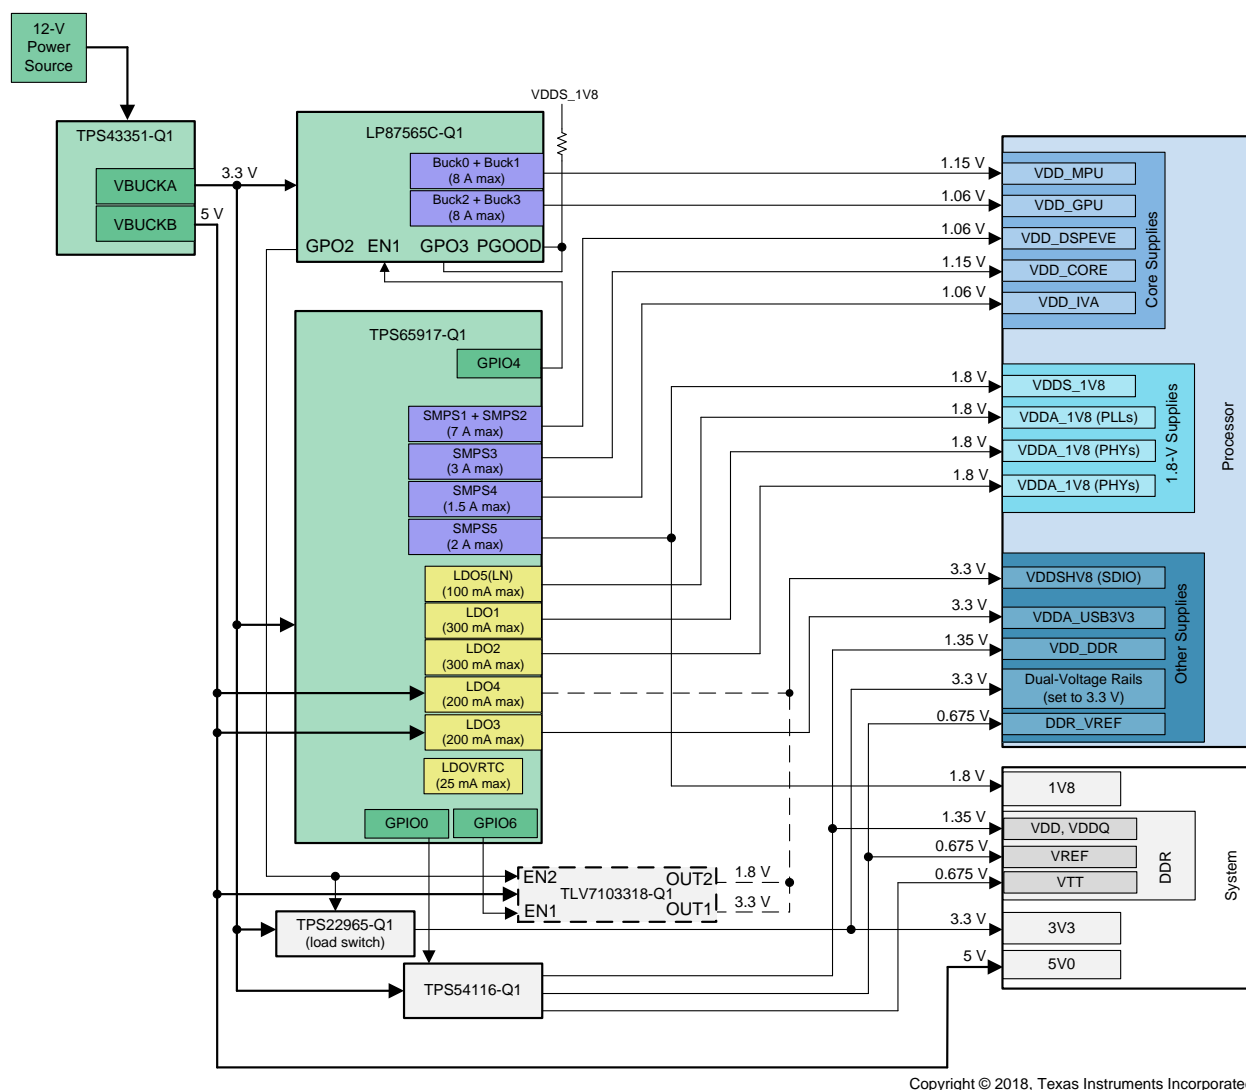 12-V
Power
Source
TPS43351-Q1
VBUCKA
VBUCKB
3.3 V
5 V
VDDS_1V8
LP87565C-Q1
Buck0 + Buck1
(8 A max)
Buck2 + Buck3
(8 A max)
GPO2 EN1 GPO3 PGOOD
TPS65917-Q1
GPIO4
SMPS1 + SMPS2
(7 A max)
SMPS3
(3 A max)
SMPS4
(1.5 A max)
SMPS5
(2 A max)
LDO5(LN)
(100 mA max)
LDO1
(300 mA max)
LDO2
(300 mA max)
LDO4
(200 mA max)
LDO3
(200 mA max)
LDOVRTC
(25 mA max)
GPIO0
GPIO6
EN2
OUT2
TLV7103318-Q1
EN1
OUT1
1.8 V
3.3 V
TPS22965-Q1
(load switch)
TPS54116-Q1
1.15 V
VDD_MPU
1.06 V
VDD_GPU
1.06 V
VDD_DSPEVE
1.15 V
VDD_CORE
1.06 V
VDD_IVA
Core Supplies
1.8 V
VDDS_1V8
1.8 V
VDDA_1V8 (PLLs)
1.8 V
VDDA_1V8 (PHYs)
1.8 V
VDDA_1V8 (PHYs)
1.8-V Supplies
Processor
3.3 V
VDDSHV8 (SDIO)
3.3 V
VDDA_USB3V3
1.35 V
VDD_DDR
3.3 V
Dual-Voltage Rails
(set to 3.3 V)
0.675 V
DDR_VREF
Other Supplies
1.8 V
1V8
1.35 V
VDD, VDDQ
0.675 V
VREF
0.675 V
VTT
DDR
System
3.3 V
3V3
5 V
5V0
Copyright © 2018, Texas Instruments Incorporate